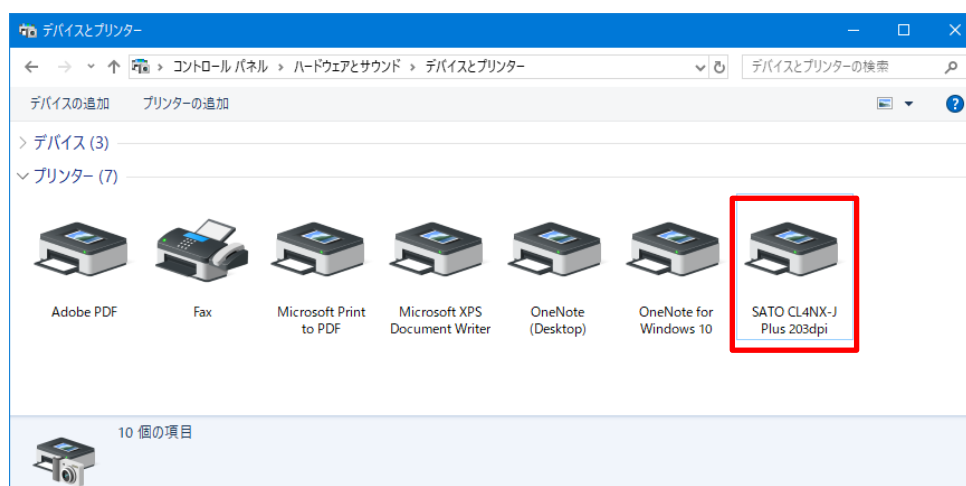 デバイスとプリンター
コントロール パネル › ハードウェアとサウンド › デバイスとプリンター
デバイスとプリンターの検索
デバイスの追加 プリンターの追加
デバイス (3)
プリンター (7)
Adobe PDF
Fax
Microsoft Print
to PDF
Microsoft XPS
Document Writer
OneNote
(Desktop)
OneNote for
Windows 10
SATO CL4NX-J
Plus 203dpi
10 個の項目